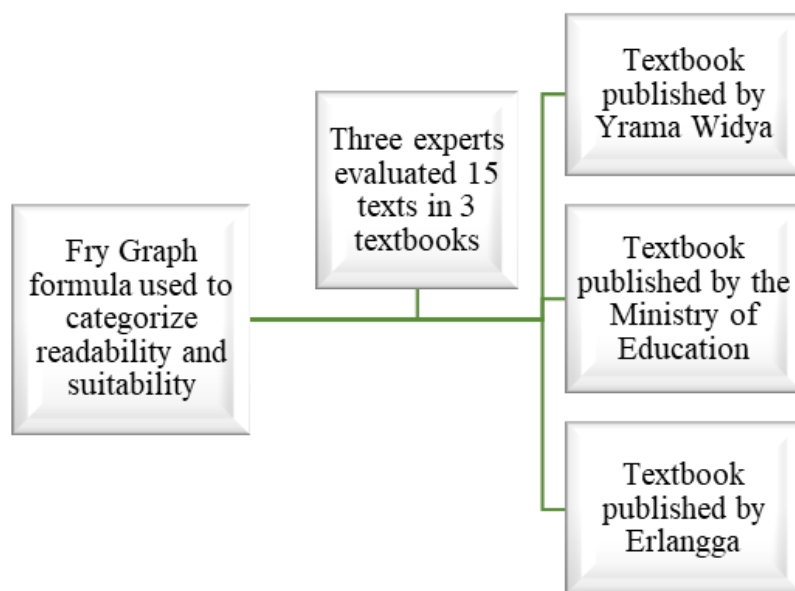 Fry Graph
formula used to
categorize
readability and
suitability
Three experts
evaluated 15
texts in 3
textbooks
Textbook
published by
Yrama Widya
Textbook
published by the
Ministry of
Education
Textbook
published by
Erlangga